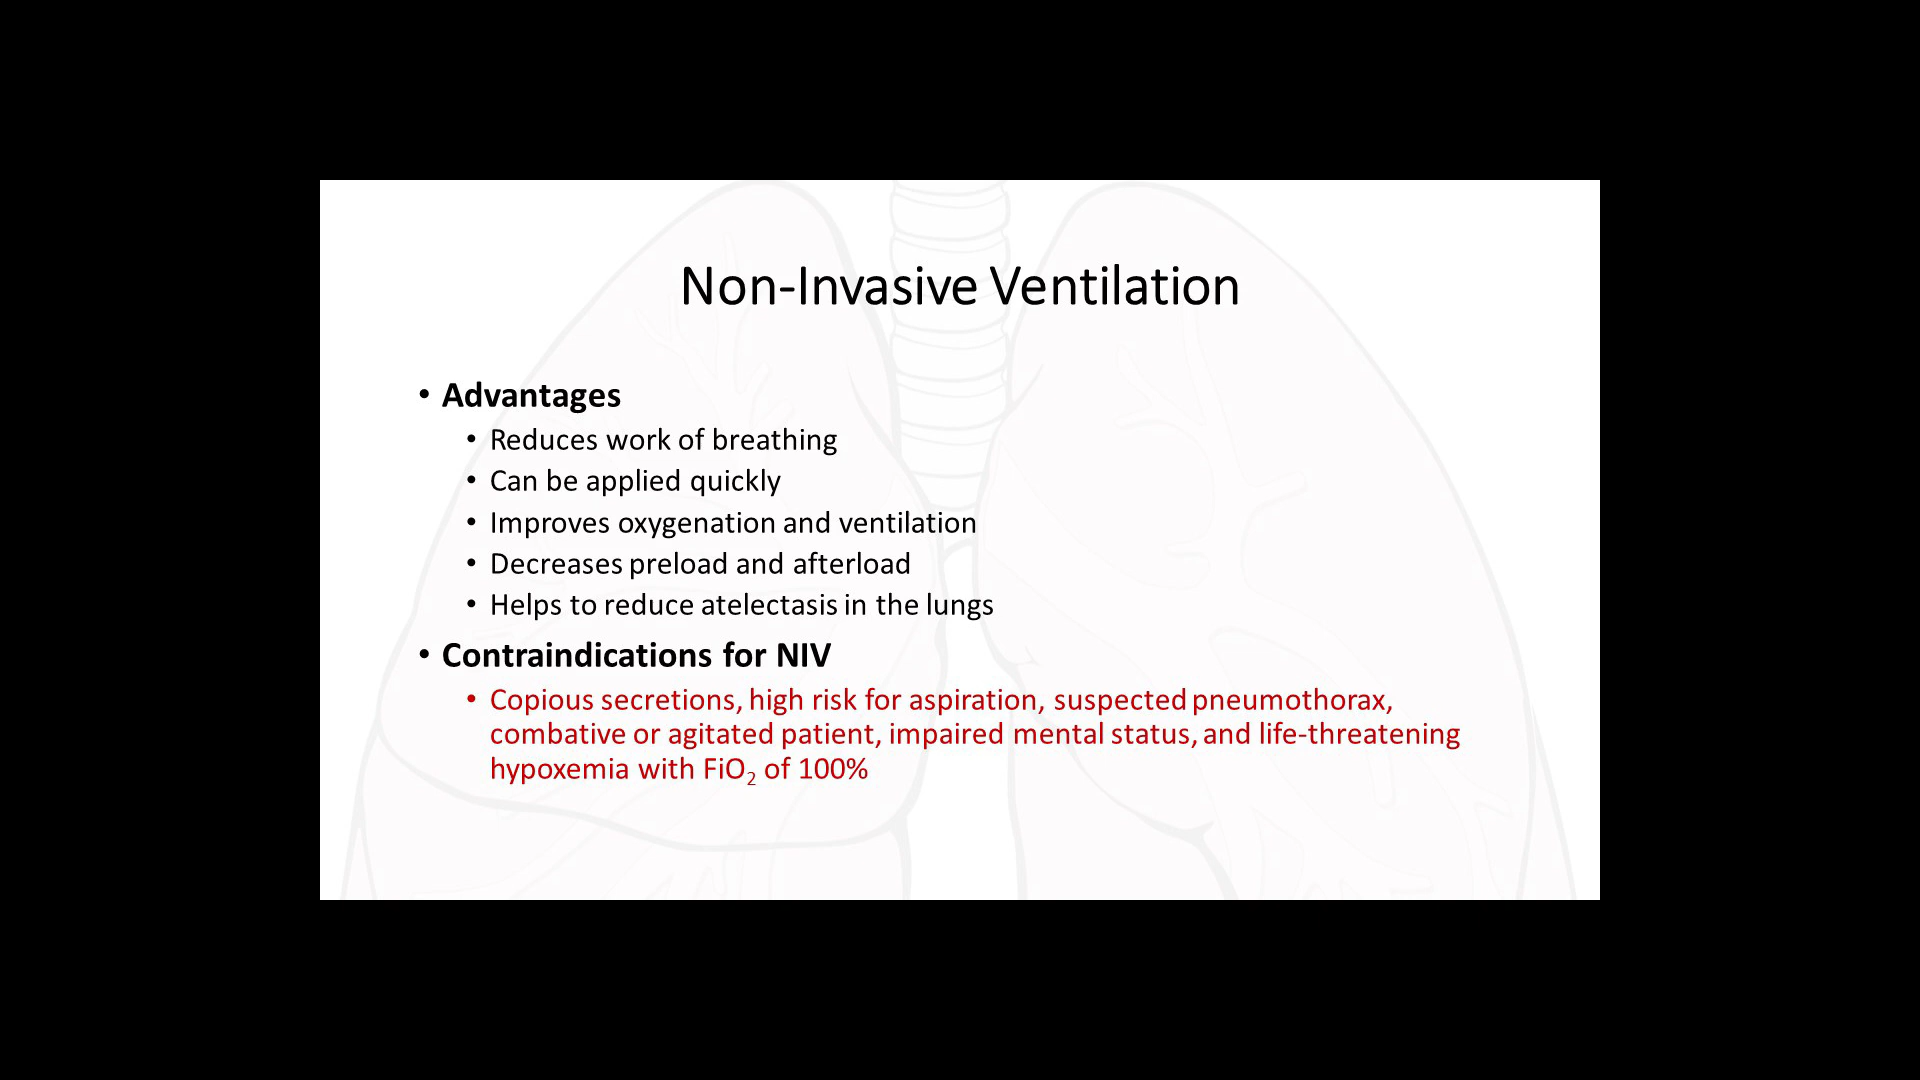 Non-Invasive Ventilation
• Advantages
• Reduces work of breathing
• Can be applied quickly
• Improves oxygenation and ventilation
• Decreases preload and afterload
• Helps to reduce atelectasis in the lungs
• Contraindications for NIV
• Copious secretions, high risk for aspiration, suspected pneumothorax,
combative or agitated patient, impaired mental status, and life-threatening
hypoxemia with FiO₂ of 100%